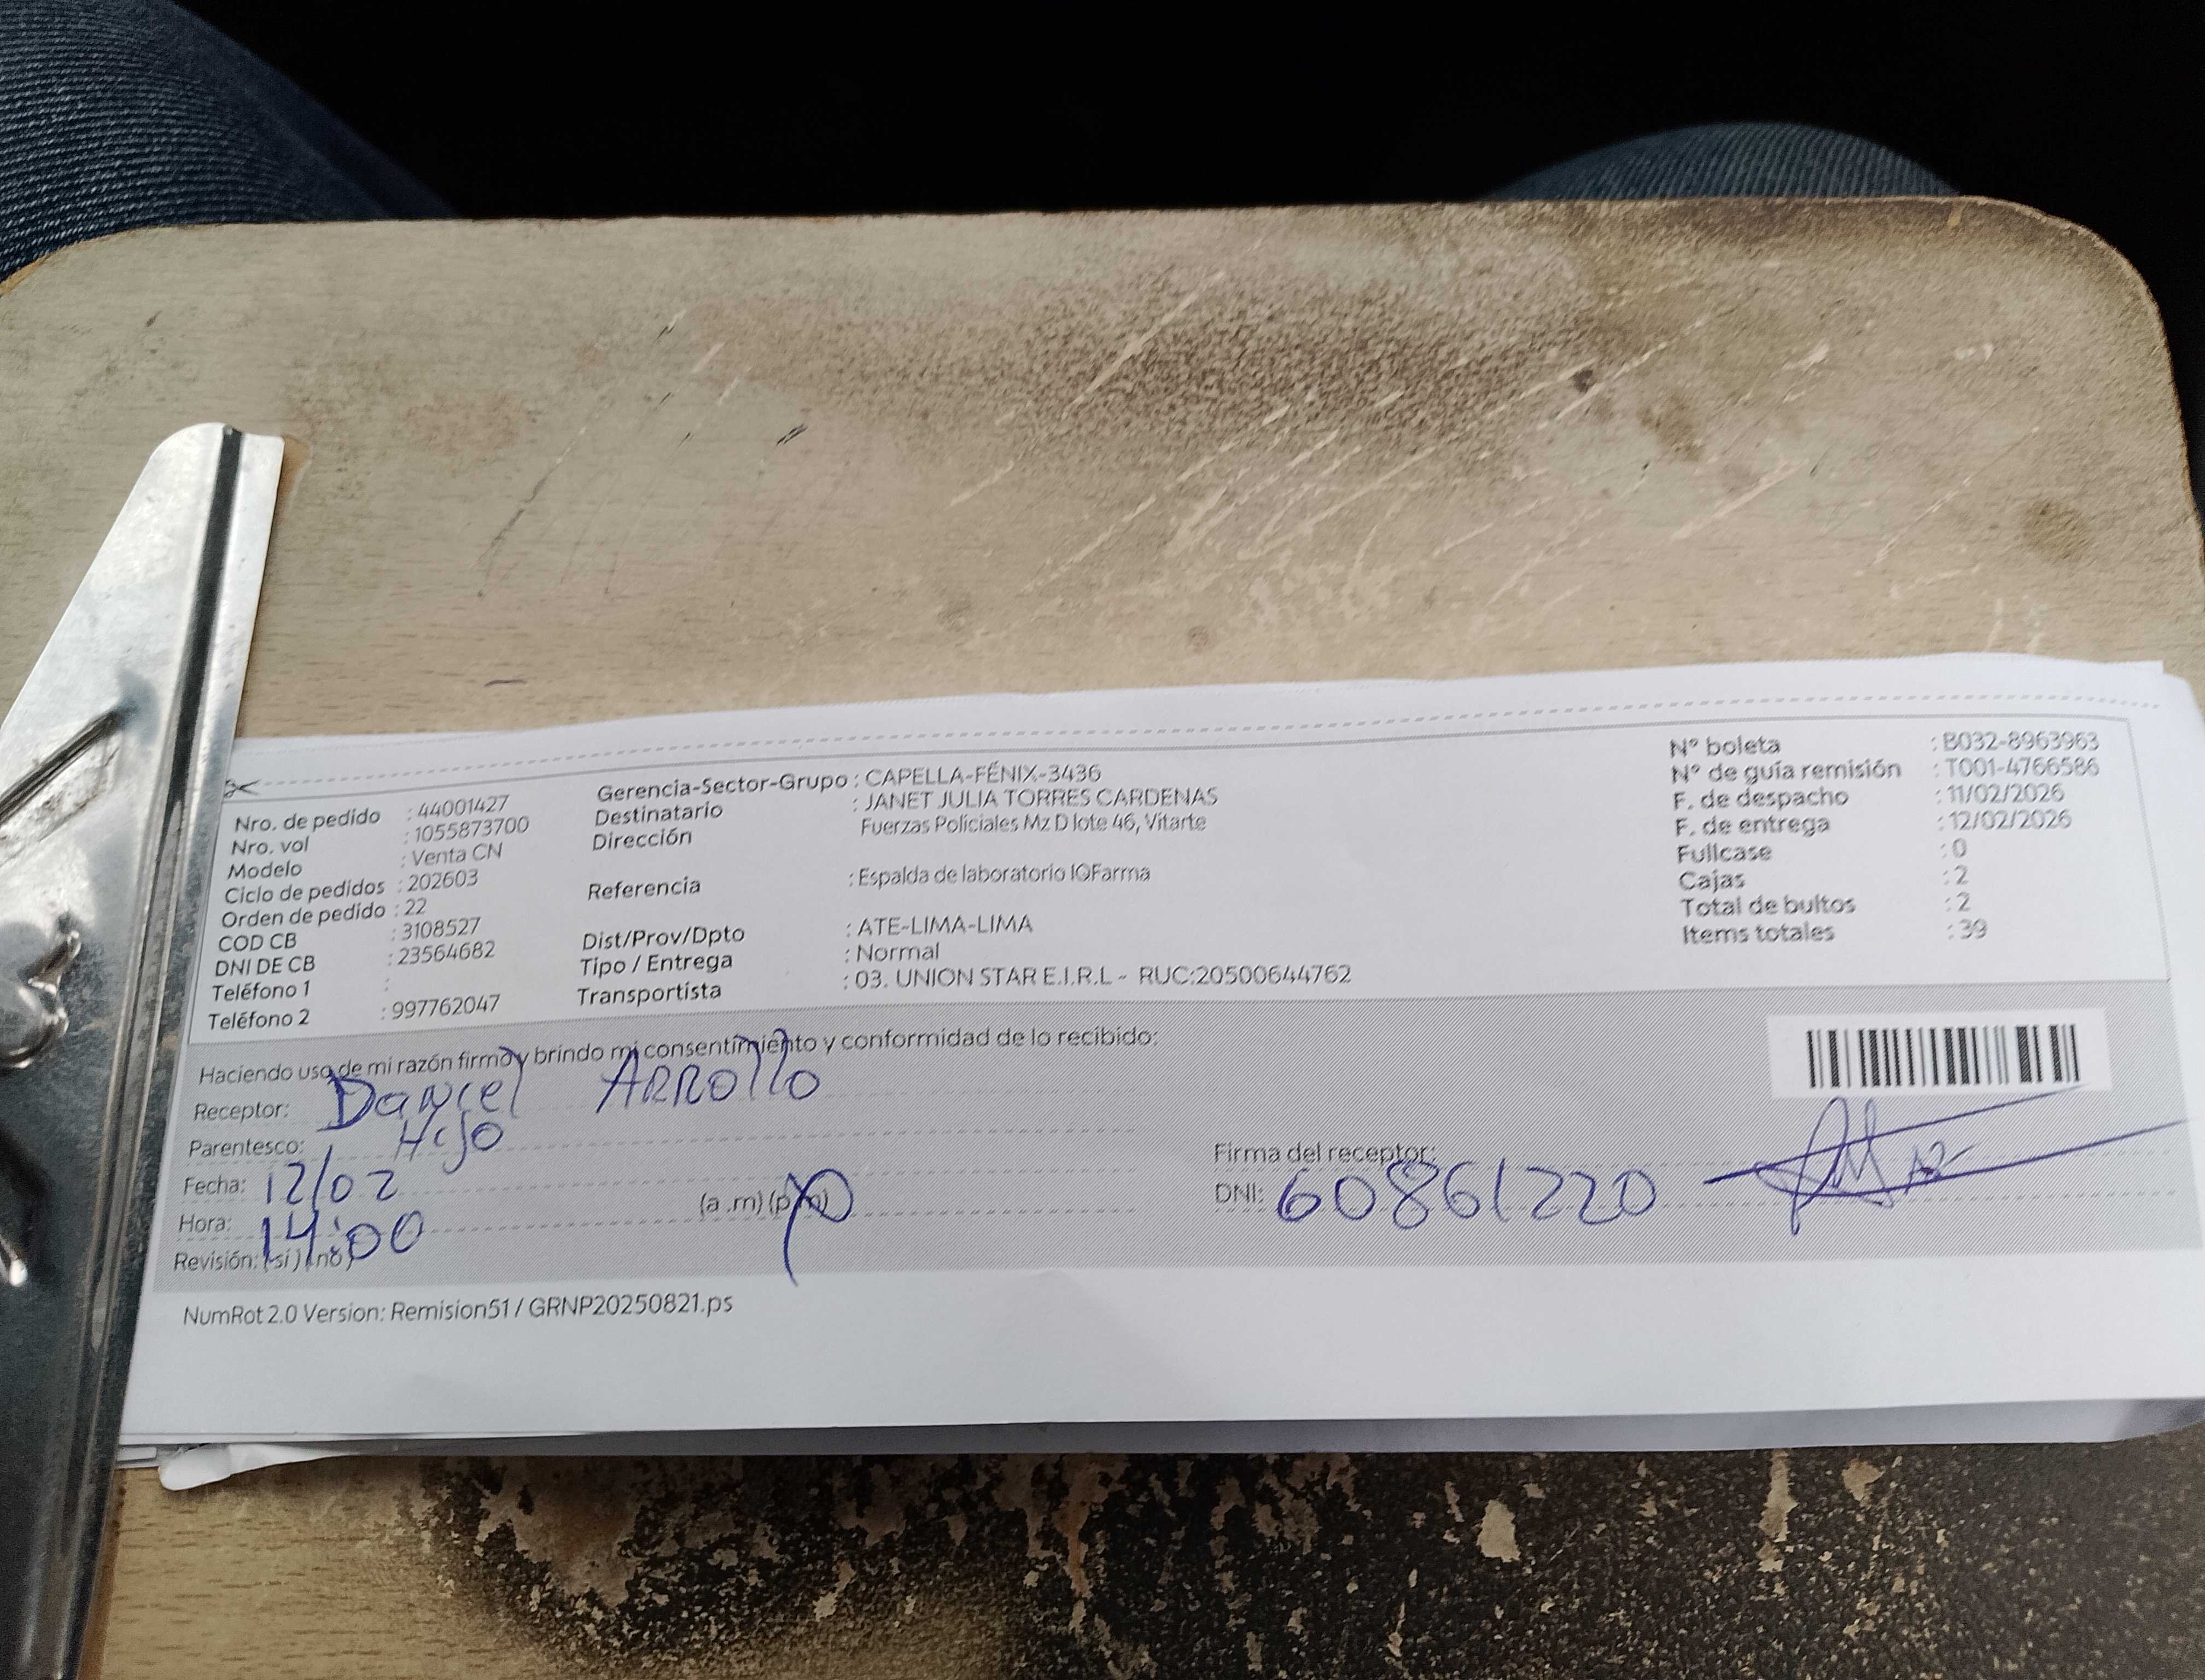 Nro. de pedido : 44001427
Nro. vol : 1055873700
Modelo : Venta CN
Ciclo de pedidos : 202603
Orden de pedido : 22
COD CB : 3108527
DNI DE CB : 23564682
Teléfono 1 :
Teléfono 2 : 997762047
Gerencia-Sector-Grupo : CAPELLA-FÉNIX-3436
Destinatario : JANET JULIA TORRES CARDENAS
Dirección Fuerzas Policiales Mz D lote 46, Vitarte
Referencia : Espalda de laboratorio IQFarma
Dist/Prov/Dpto : ATE-LIMA-LIMA
Tipo / Entrega : Normal
Transportista : 03. UNION STAR E.I.R.L - RUC:20500644762
Nº boleta : B032-8963963
Nº de guía remisión : T001-4766586
F. de despacho : 11/02/2026
F. de entrega : 12/02/2026
Fullcase : 0
Cajas : 2
Total de bultos : 2
Items totales : 39
Haciendo uso de mi razón firmo y brindo mi consentimiento y conformidad de lo recibido:
Receptor: Daniel ARROllo
Parentesco: HiJo
Fecha: 12/02
Hora: 14:00 (a .m) (p.m)
Revisión: (si) (no)
Firma del receptor:
DNI: 60861220
NumRot 2.0 Version: Remision51 / GRNP20250821.ps